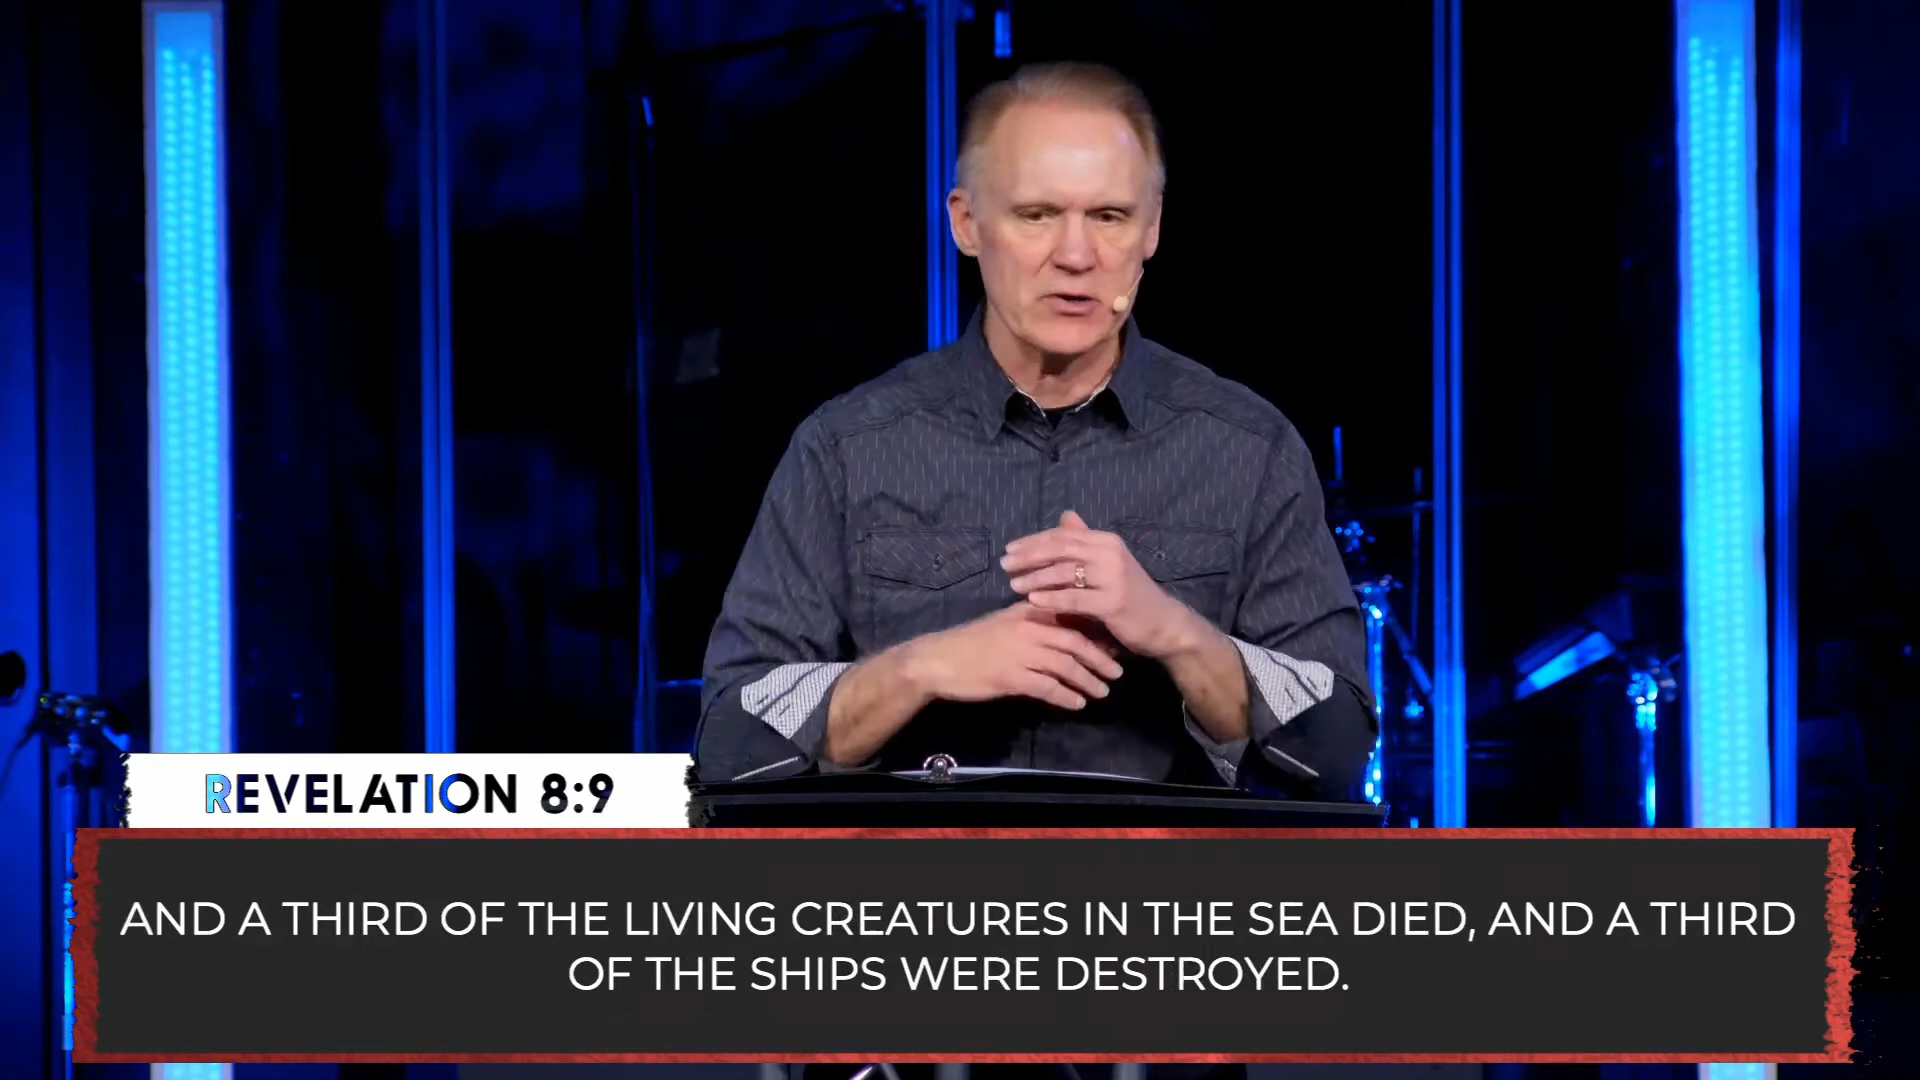 REVELATION 8:9
AND A THIRD OF THE LIVING CREATURES IN THE SEA DIED, AND A THIRD
OF THE SHIPS WERE DESTROYED.